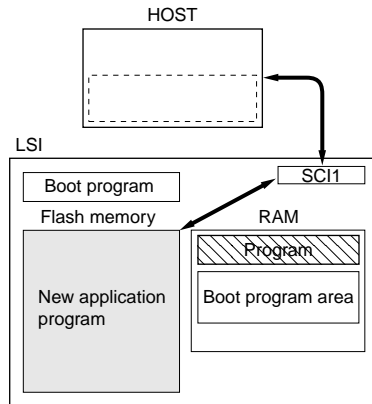 HOST
LSI
SCI1
Boot program
Flash memory
RAM
Program
Boot program area
New application
program